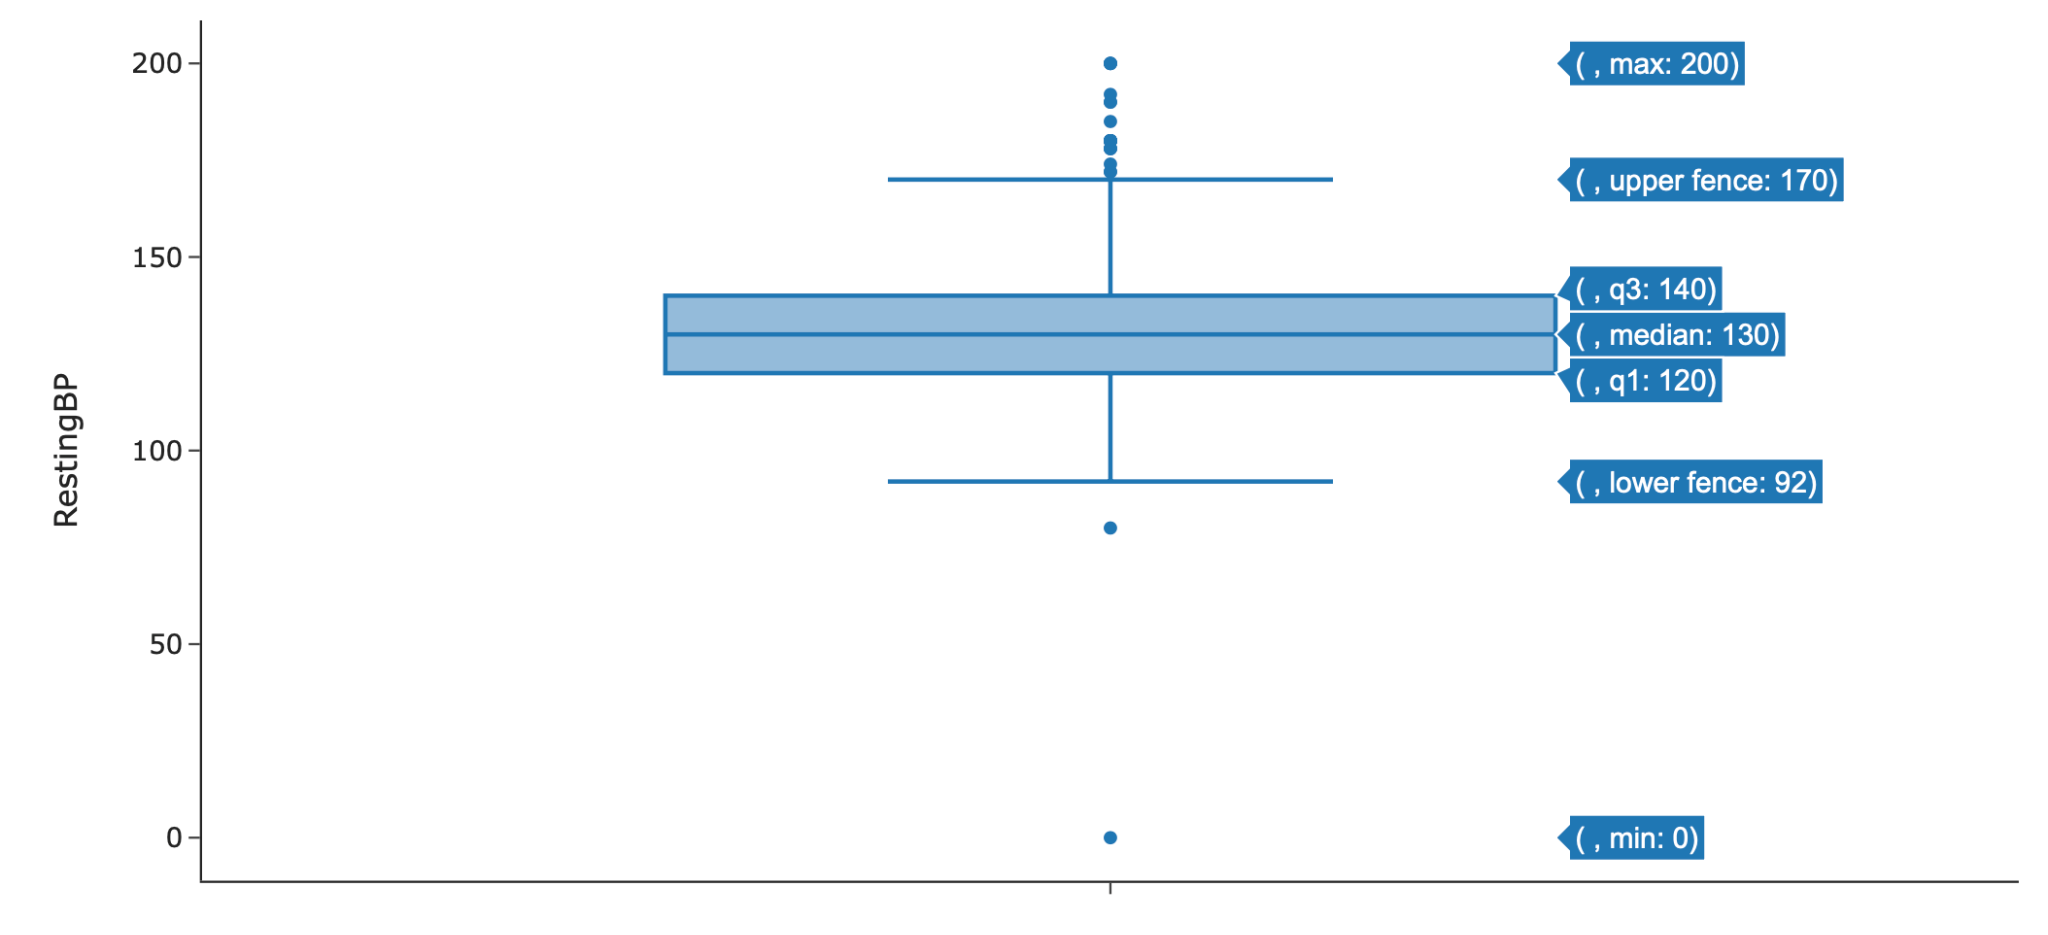 200
150
100
50
0
RestingBP
( , max: 200)
( , upper fence: 170)
( , q3: 140)
( , median: 130)
( , q1: 120)
( , lower fence: 92)
( , min: 0)